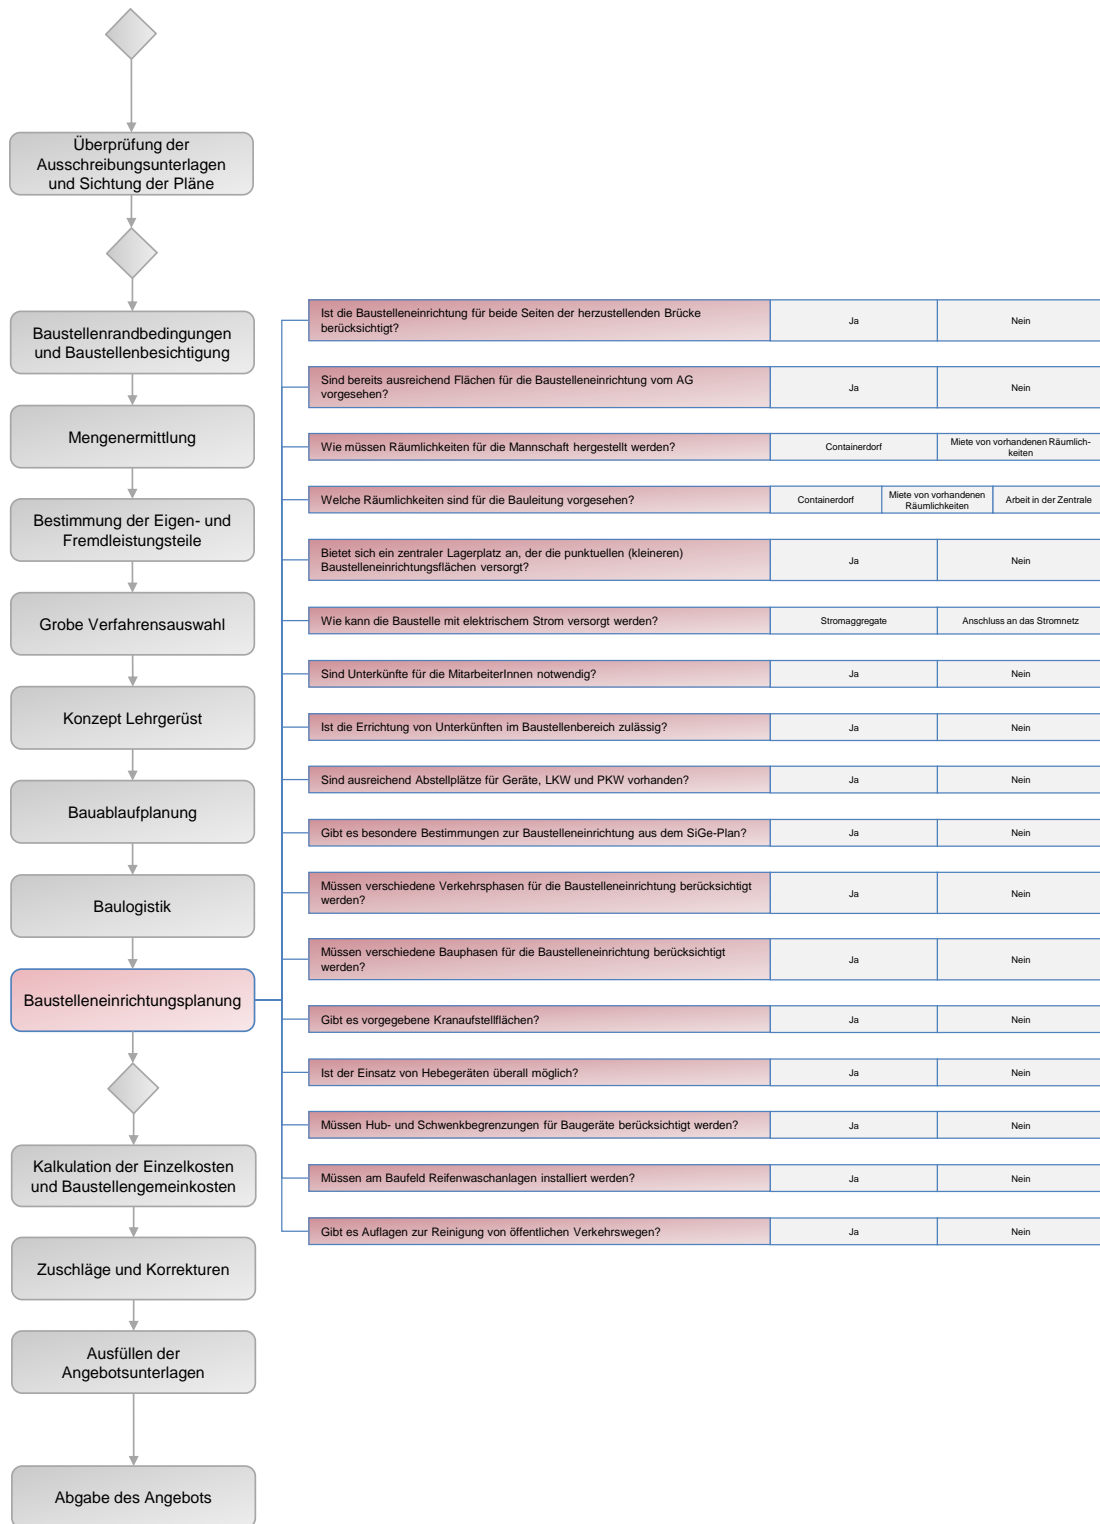 Überprüfung der
Ausschreibungsunterlagen
und Sichtung der Pläne
Baustellenrandbedingungen
und Baustellenbesichtigung
Mengenermittlung
Bestimmung der Eigen- und
Fremdleistungsteile
Grobe Verfahrensauswahl
Konzept Lehrgerüst
Bauablaufplanung
Baulogistik
Baustelleneinrichtungsplanung
Kalkulation der Einzelkosten
und Baustellengemeinkosten
Zuschläge und Korrekturen
Ausfüllen der
Angebotsunterlagen
Abgabe des Angebots
Ist die Baustelleneinrichtung für beide Seiten der herzustellenden Brücke
berücksichtigt?
Ja
Nein
Sind bereits ausreichend Flächen für die Baustelleneinrichtung vom AG
vorgesehen?
Ja
Nein
Wie müssen Räumlichkeiten für die Mannschaft hergestellt werden?
Containerdorf
Miete von vorhandenen Räumlich-
keiten
Welche Räumlichkeiten sind für die Bauleitung vorgesehen?
Containerdorf
Miete von vorhandenen
Räumlichkeiten
Arbeit in der Zentrale
Bietet sich ein zentraler Lagerplatz an, der die punktuellen (kleineren)
Baustelleneinrichtungsflächen versorgt?
Ja
Nein
Wie kann die Baustelle mit elektrischem Strom versorgt werden?
Stromaggregate
Anschluss an das Stromnetz
Sind Unterkünfte für die MitarbeiterInnen notwendig?
Ja
Nein
Ist die Errichtung von Unterkünften im Baustellenbereich zulässig?
Ja
Nein
Sind ausreichend Abstellplätze für Geräte, LKW und PKW vorhanden?
Ja
Nein
Gibt es besondere Bestimmungen zur Baustelleneinrichtung aus dem SiGe-Plan?
Ja
Nein
Müssen verschiedene Verkehrsphasen für die Baustelleneinrichtung berücksichtigt
werden?
Ja
Nein
Müssen verschiedene Bauphasen für die Baustelleneinrichtung berücksichtigt
werden?
Ja
Nein
Gibt es vorgegebene Kranaufstellflächen?
Ja
Nein
Ist der Einsatz von Hebegeräten überall möglich?
Ja
Nein
Müssen Hub- und Schwenkbegrenzungen für Baugeräte berücksichtigt werden?
Ja
Nein
Müssen am Baufeld Reifenwaschanlagen installiert werden?
Ja
Nein
Gibt es Auflagen zur Reinigung von öffentlichen Verkehrswegen?
Ja
Nein